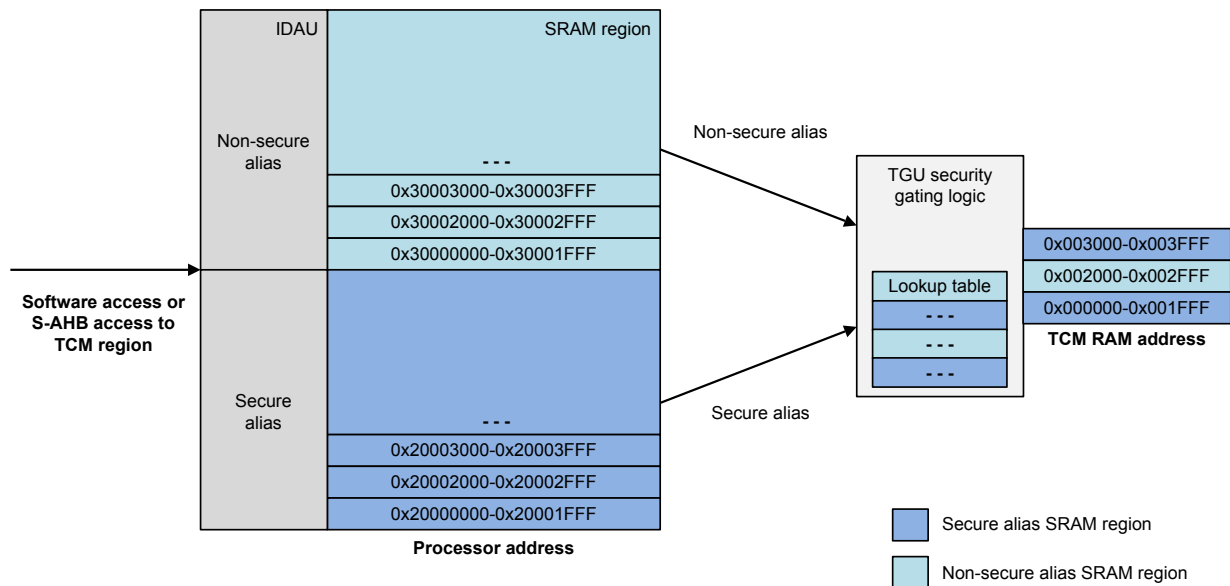 IDAU
SRAM region
Non-secure
alias
- - -
0x30003000-0x30003FFF
0x30002000-0x30002FFF
0x30000000-0x30001FFF
Secure
alias
- - -
0x20003000-0x20003FFF
0x20002000-0x20002FFF
0x20000000-0x20001FFF
Processor address
Software access or
S-AHB access to
TCM region
Non-secure alias
Secure alias
TGU security
gating logic
Lookup table
- - -
- - -
- - -
0x003000-0x003FFF
0x002000-0x002FFF
0x000000-0x001FFF
TCM RAM address
Secure alias SRAM region
Non-secure alias SRAM region